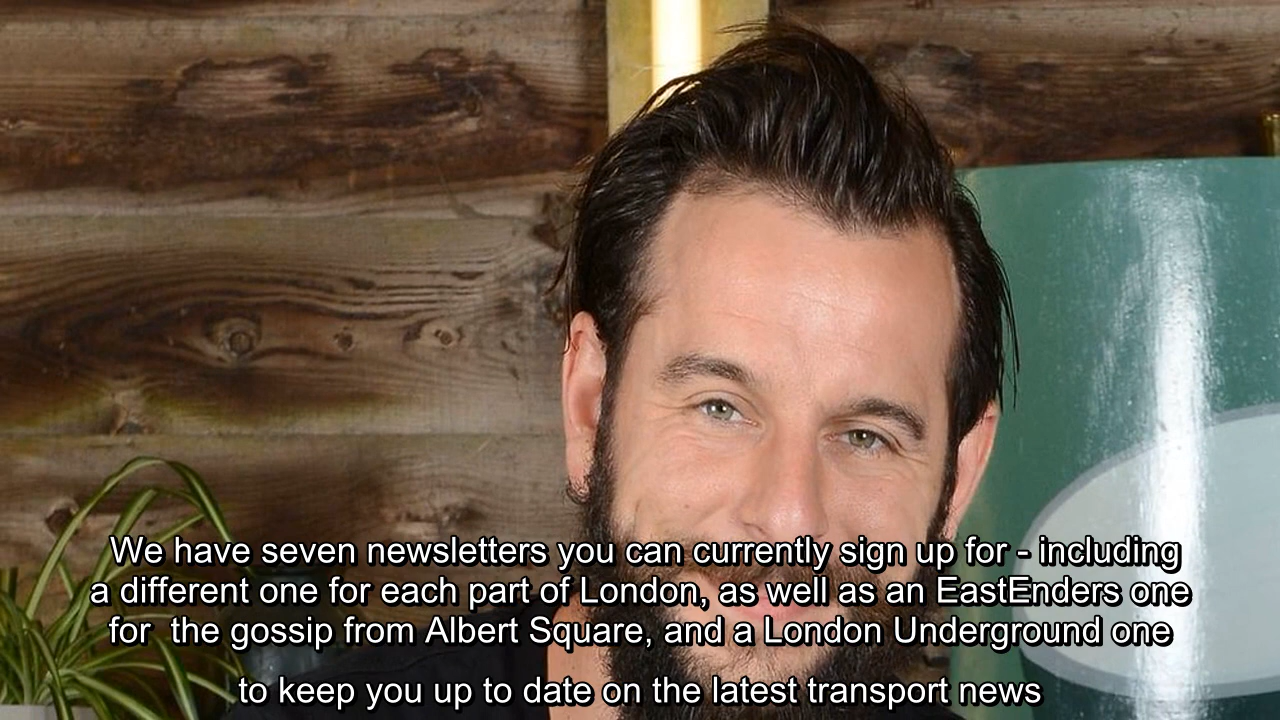 We have seven newsletters you can currently sign up for - including
a different one for each part of London, as well as an EastEnders one
for  the gossip from Albert Square, and a London Underground one
to keep you up to date on the latest transport news